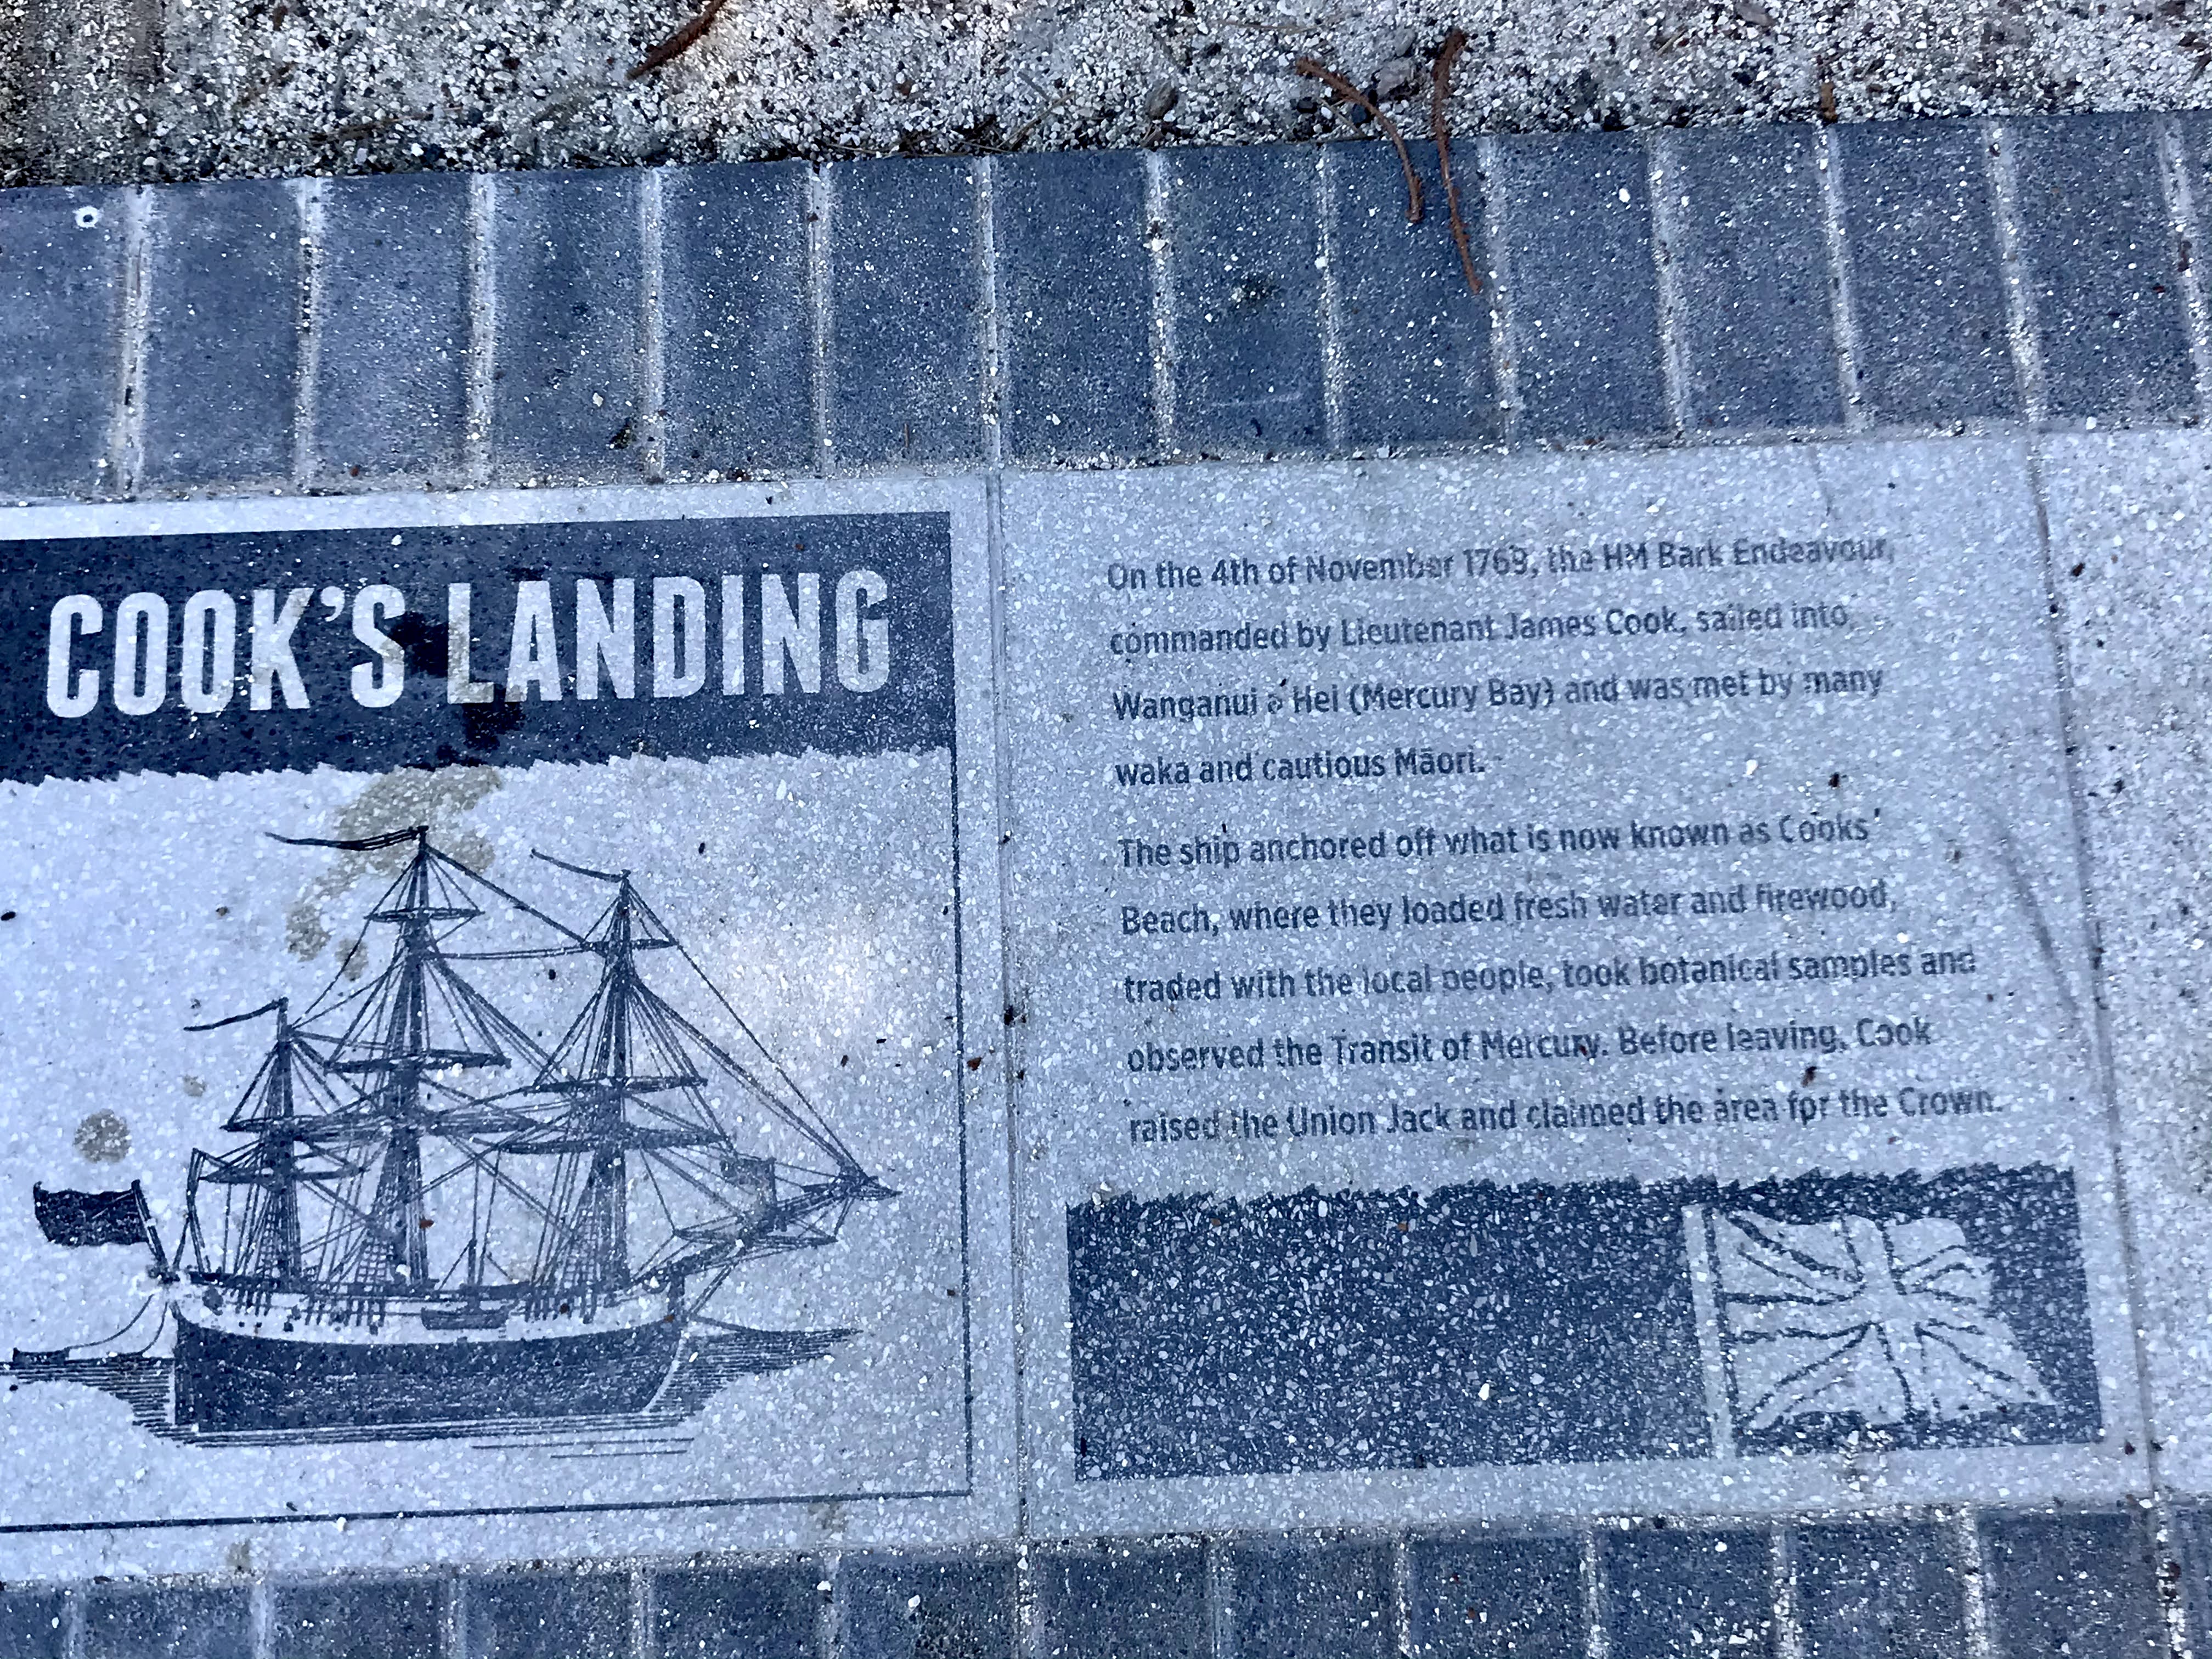 COOK'S LANDING
On the 4th of November 1769, the HM Bark Endeavour,
commanded by Lieutenant James Cook, sailed into
Wanganui o Hei (Mercury Bay) and was met by many
waka and cautious Māori.
The ship anchored off what is now known as Cooks
Beach, where they loaded fresh water and firewood,
traded with the local people, took botanical samples and
observed the Transit of Mercury. Before leaving, Cook
raised the Union Jack and claimed the area for the Crown.